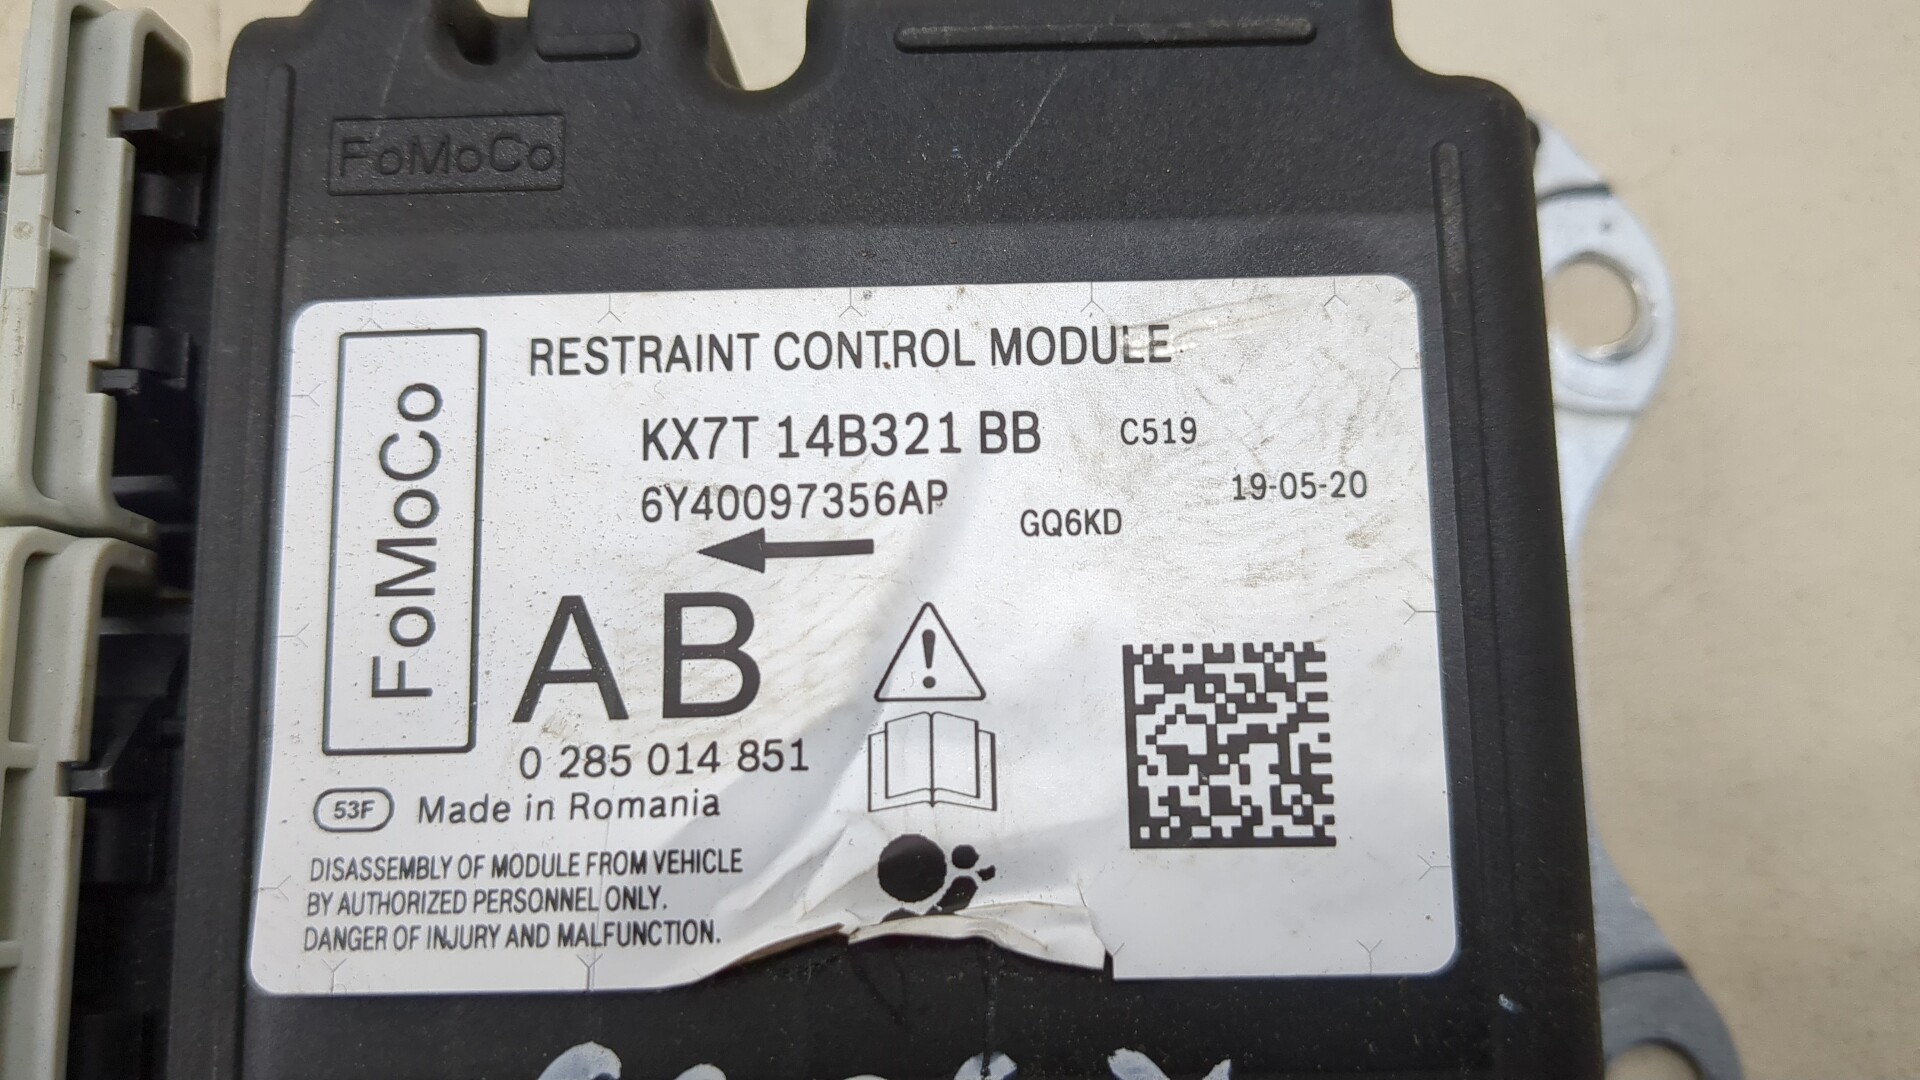 FoMoCo
FoMoCo
RESTRAINT CONTROL MODULE
KX7T 14B321 BB C519
6Y40097356AP GQ6KD 19-05-20
AB
0 285 014 851
53F Made in Romania
DISASSEMBLY OF MODULE FROM VEHICLE
BY AUTHORIZED PERSONNEL ONLY.
DANGER OF INJURY AND MALFUNCTION.